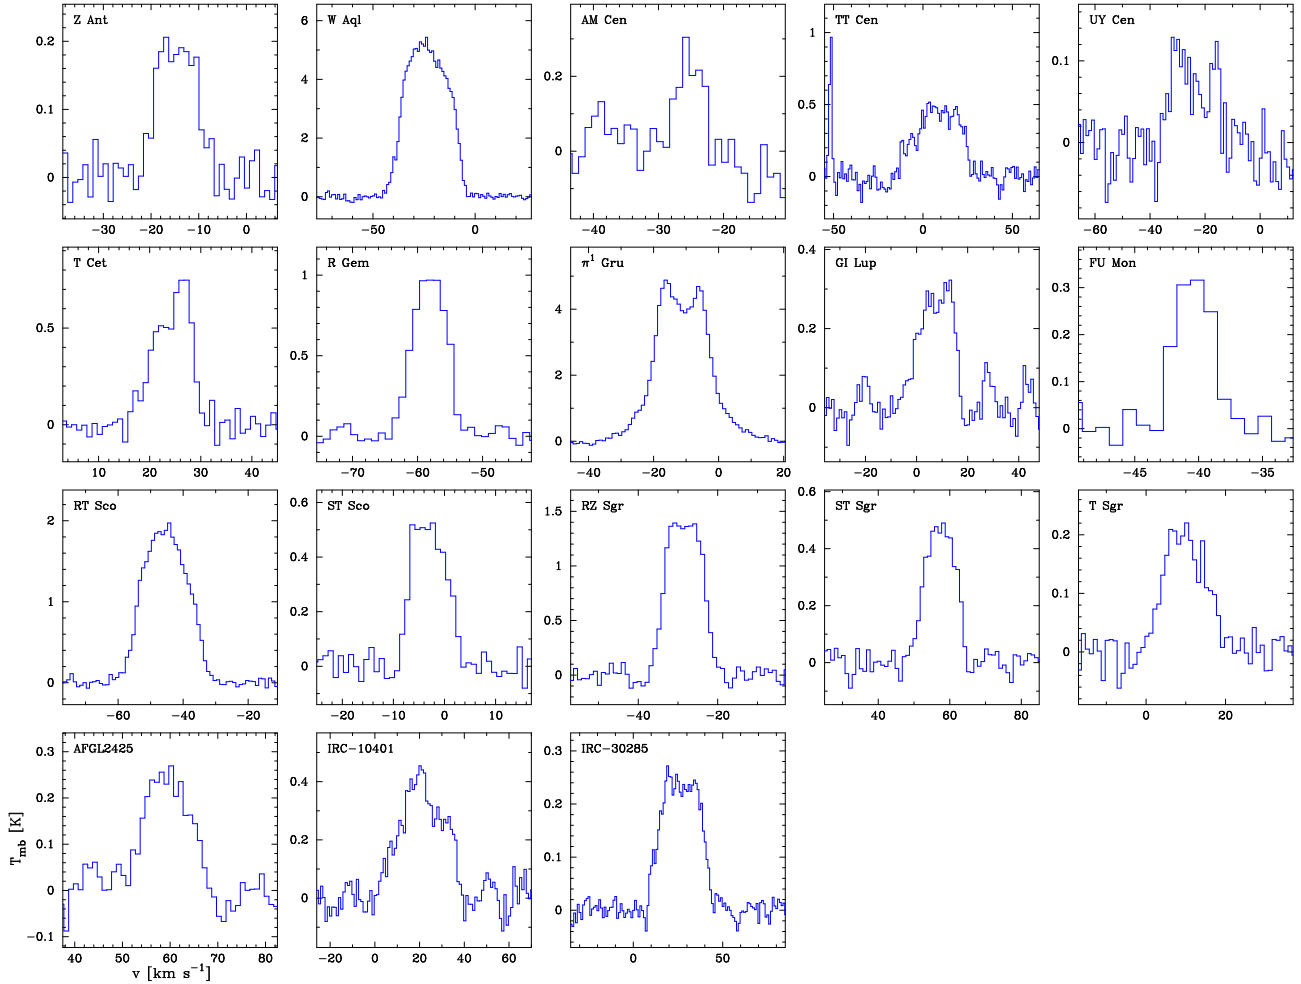 Z Ant
0.2
0.1
0
−30 −20 −10 0
W Aql
6
4
2
0
−50 0
AM Cen
0.2
0
−40 −30 −20
TT Cen
1
0.5
0
−50 0 50
UY Cen
0.1
0
−60 −40 −20 0
T Cet
0.5
0
10 20 30 40
R Gem
1
0.5
0
−70 −60 −50
π¹ Gru
4
2
0
−40 −20 0 20
GI Lup
0.4
0.2
0
−20 0 20 40
FU Mon
0.3
0.2
0.1
0
−45 −40 −35
RT Sco
2
1
0
−60 −40 −20
ST Sco
0.6
0.4
0.2
0
−20 −10 0 10
RZ Sgr
1.5
1
0.5
0
−40 −20
ST Sgr
0.6
0.4
0.2
0
40 60 80
T Sgr
0.2
0.1
0
0 20
AFGL2425
0.3
0.2
0.1
0
−0.1
40 50 60 70 80
T_mb [K]
v [km s⁻¹]
IRC−10401
0.4
0.2
0
−20 0 20 40 60
IRC−30285
0.3
0.2
0.1
0
0 50